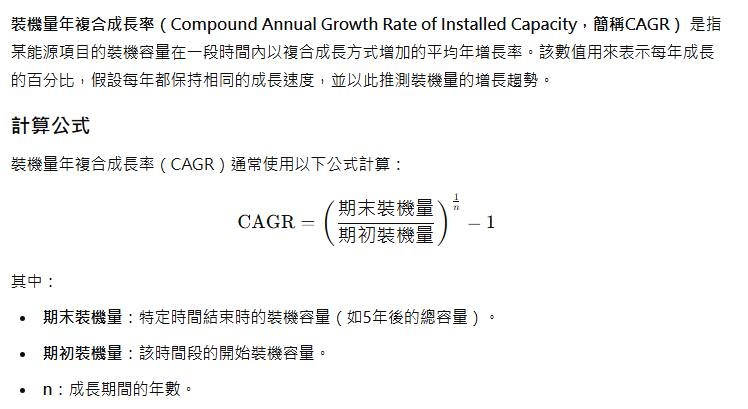 裝機量年複合成長率（Compound Annual Growth Rate of Installed Capacity，簡稱CAGR） 是指
某能源項目的裝機容量在一段時間內以複合成長方式增加的平均年增長率。該數值用來表示每年成長
的百分比，假設每年都保持相同的成長速度，並以此推測裝機量的增長趨勢。
計算公式
裝機量年複合成長率（CAGR）通常使用以下公式計算：
CAGR = (期末裝機量/期初裝機量)^(1/n) − 1
其中：
• 期末裝機量：特定時間結束時的裝機容量（如5年後的總容量）。
• 期初裝機量：該時間段的開始裝機容量。
• n：成長期間的年數。